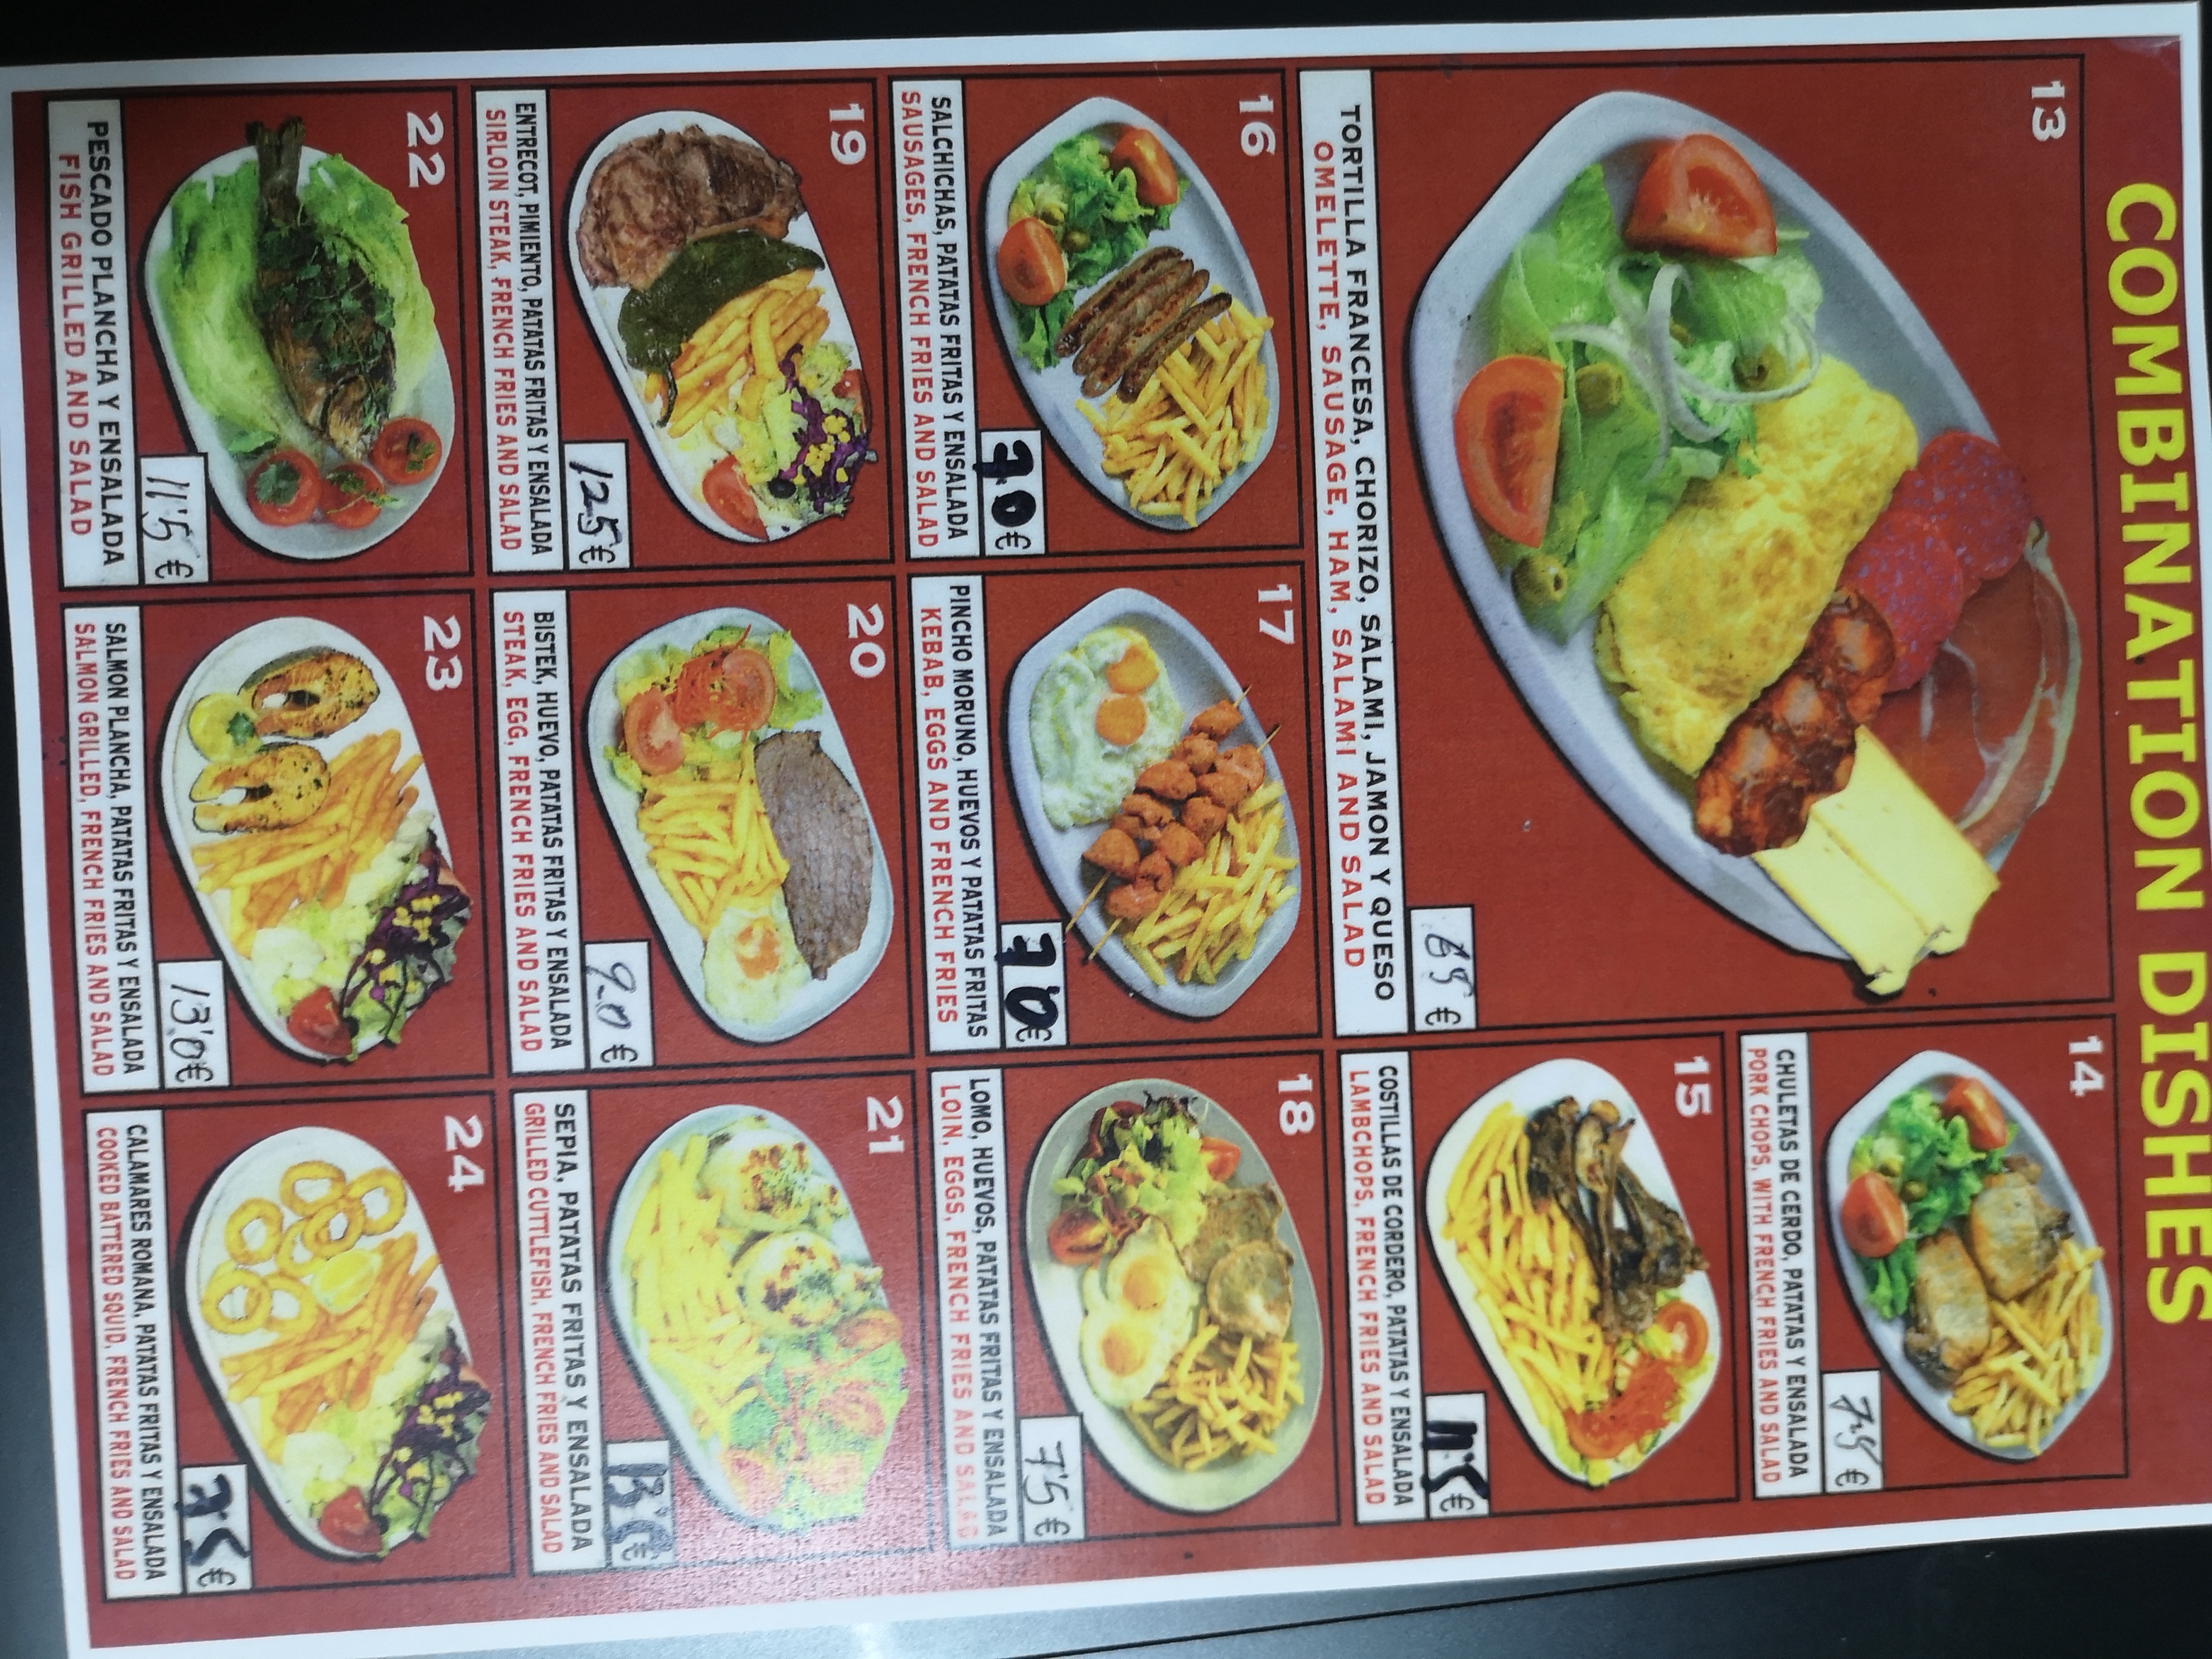 COMBINATION DISHES
13
65 €
TORTILLA FRANCESA, CHORIZO, SALAMI, JAMON Y QUESO
OMELETTE, SAUSAGE, HAM, SALAMI AND SALAD
14
7.5 €
CHULETAS DE CERDO, PATATAS Y ENSALADA
PORK CHOPS, WITH FRENCH FRIES AND SALAD
15
11'5 €
COSTILLAS DE CORDERO, PATATAS Y ENSALADA
LAMBCHOPS, FRENCH FRIES AND SALAD
16
7.0 €
SALCHICHAS, PATATAS FRITAS Y ENSALADA
SAUSAGES, FRENCH FRIES AND SALAD
17
7'0 €
PINCHO MORUNO, HUEVOS Y PATATAS FRITAS
KEBAB, EGGS AND FRENCH FRIES
18
7'5 €
LOMO, HUEVOS, PATATAS FRITAS Y ENSALADA
LOIN, EGGS, FRENCH FRIES AND SALAD
19
12.5 €
ENTRECOT, PIMIENTO, PATATAS FRITAS Y ENSALADA
SIRLOIN STEAK, FRENCH FRIES AND SALAD
20
9.0 €
BISTEK, HUEVO, PATATAS FRITAS Y ENSALADA
STEAK, EGG, FRENCH FRIES AND SALAD
21
€
SEPIA, PATATAS FRITAS Y ENSALADA
GRILLED CUTTLEFISH, FRENCH FRIES AND SALAD
22
11'5 €
PESCADO PLANCHA Y ENSALADA
FISH GRILLED AND SALAD
23
13'0 €
SALMON PLANCHA, PATATAS FRITAS Y ENSALADA
SALMON GRILLED, FRENCH FRIES AND SALAD
24
7'5 €
CALAMARES ROMANA, PATATAS FRITAS Y ENSALADA
COOKED BATTERED SQUID, FRENCH FRIES AND SALAD